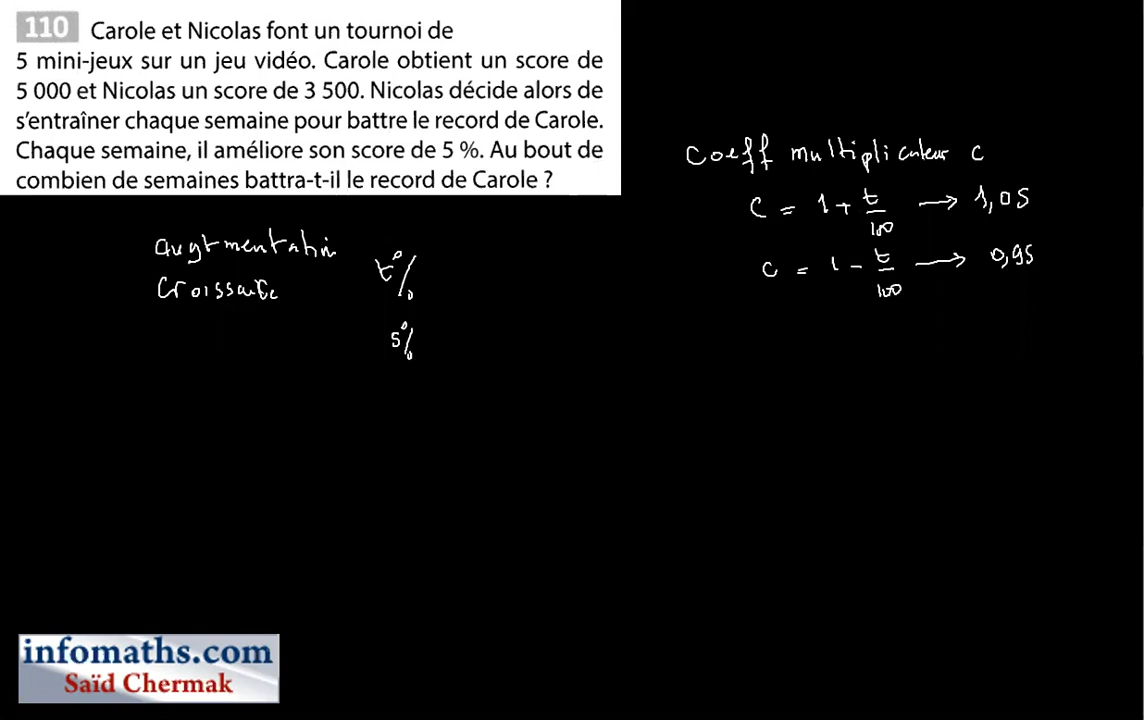 110 Carole et Nicolas font un tournoi de
5 mini-jeux sur un jeu vidéo. Carole obtient un score de
5 000 et Nicolas un score de 3 500. Nicolas décide alors de
s'entraîner chaque semaine pour battre le record de Carole.
Chaque semaine, il améliore son score de 5 %. Au bout de
combien de semaines battra-t-il le record de Carole ?
augmentation
croissance
t%
5%
Coeff multiplicateur c
c = 1 + t/100 → 1,05
c = 1 - t/100 → 0,95
infomaths.com
Saïd Chermak